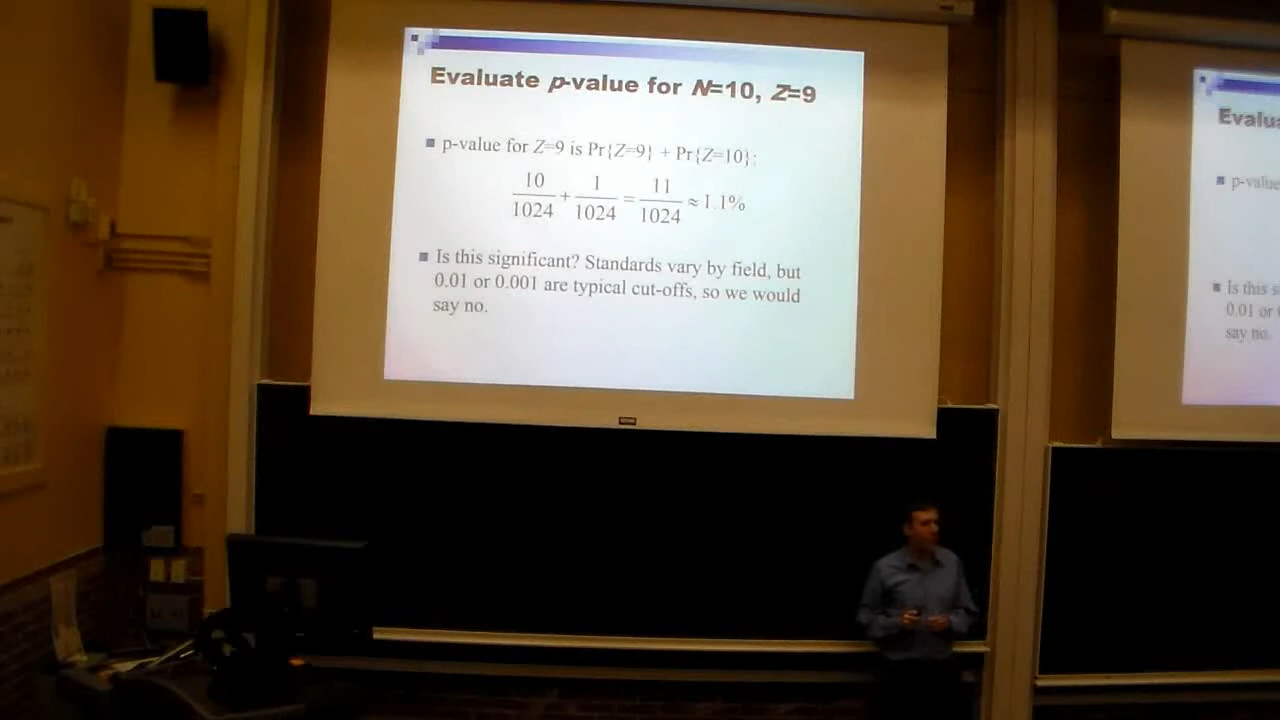 Evaluate p-value for N=10, Z=9
p-value for Z=9 is Pr{Z=9} + Pr{Z=10}:
10/1024 + 1/1024 = 11/1024 ≈ 1.1%
Is this significant? Standards vary by field, but
0.01 or 0.001 are typical cut-offs, so we would
say no.
Evalua
p-value
Is this s
0.01 or
say no.